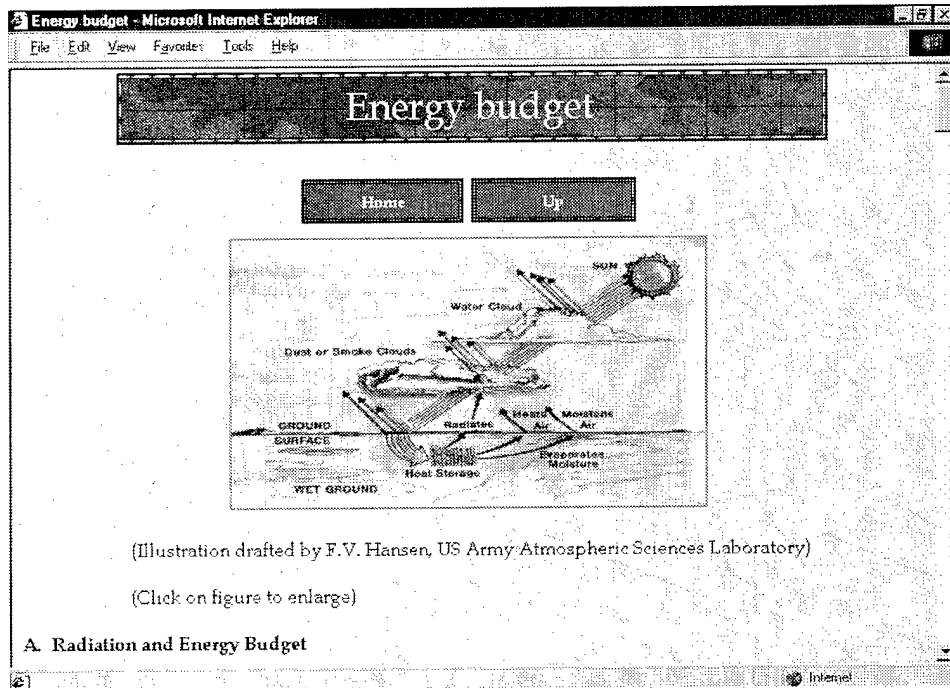 Energy budget - Microsoft Internet Explorer
File Edit View Favorites Tools Help
Energy budget
Home Up
SUN
Water Cloud
Dust or Smoke Clouds
GROUND
SURFACE
Radiates
Heats
Air
Moistens
Air
Evaporates
Moisture
Heat Storage
WET GROUND
(Illustration drafted by F.V. Hansen, US Army Atmospheric Sciences Laboratory)
(Click on figure to enlarge)
A. Radiation and Energy Budget
Internet